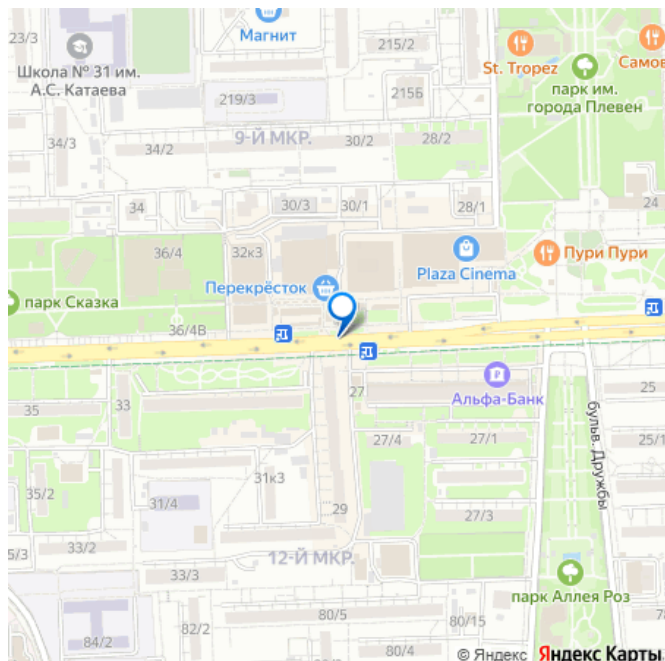 23/3
Магнит
215/2
St. Tropez
Самов
Школа № 31 им.
А.С. Катаева
219/3
215Б
парк им.
города Плевен
34/3
34/2
9-Й МКР.
30/2
28/2
34
30/3
30/1
28/1
24
36/4
32к3
Перекрёсток
Plaza Cinema
Пури Пури
парк Сказка
36/4В
35
33
27
Альфа-Банк
25
бульв. Дружбы
27/4
27/1
25/1
31к3
35/2
31/4
29
27/3
5/3
33/2
12-Й МКР.
33/3
парк Аллея Роз
80/5
80/15
78
84/2
82/2
80/4
© Яндекс Яндекс Карты